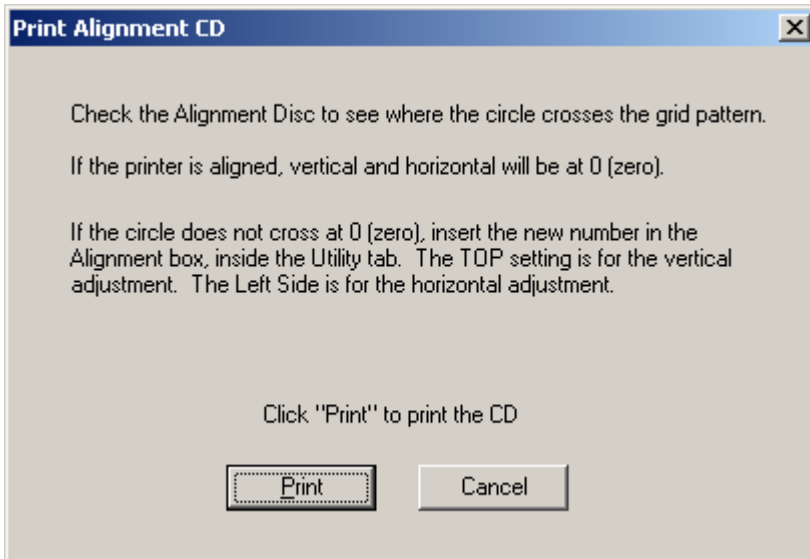 Print Alignment CD
Check the Alignment Disc to see where the circle crosses the grid pattern.
If the printer is aligned, vertical and horizontal will be at 0 (zero).
If the circle does not cross at 0 (zero), insert the new number in the
Alignment box, inside the Utility tab.  The TOP setting is for the vertical
adjustment.  The Left Side is for the horizontal adjustment.
Click "Print" to print the CD
Print
Cancel